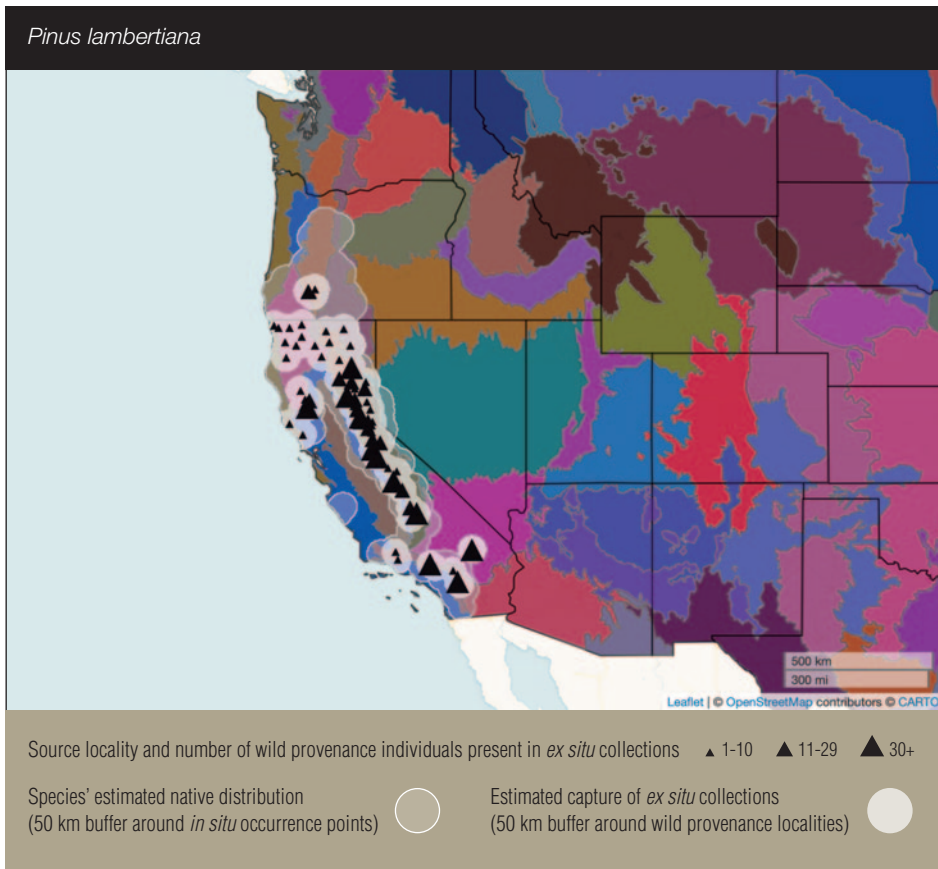 Pinus lambertiana
500 km
300 mi
Leaflet | © OpenStreetMap contributors © CARTO
Source locality and number of wild provenance individuals present in ex situ collections 1-10 11-29 30+
Species’ estimated native distribution
(50 km buffer around in situ occurrence points)
Estimated capture of ex situ collections
(50 km buffer around wild provenance localities)